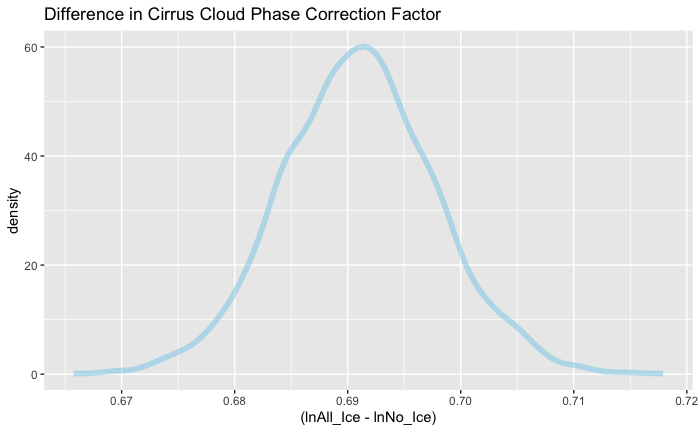 Difference in Cirrus Cloud Phase Correction Factor
60
40
20
0
density
0.67 0.68 0.69 0.70 0.71 0.72
(lnAll_Ice - lnNo_Ice)